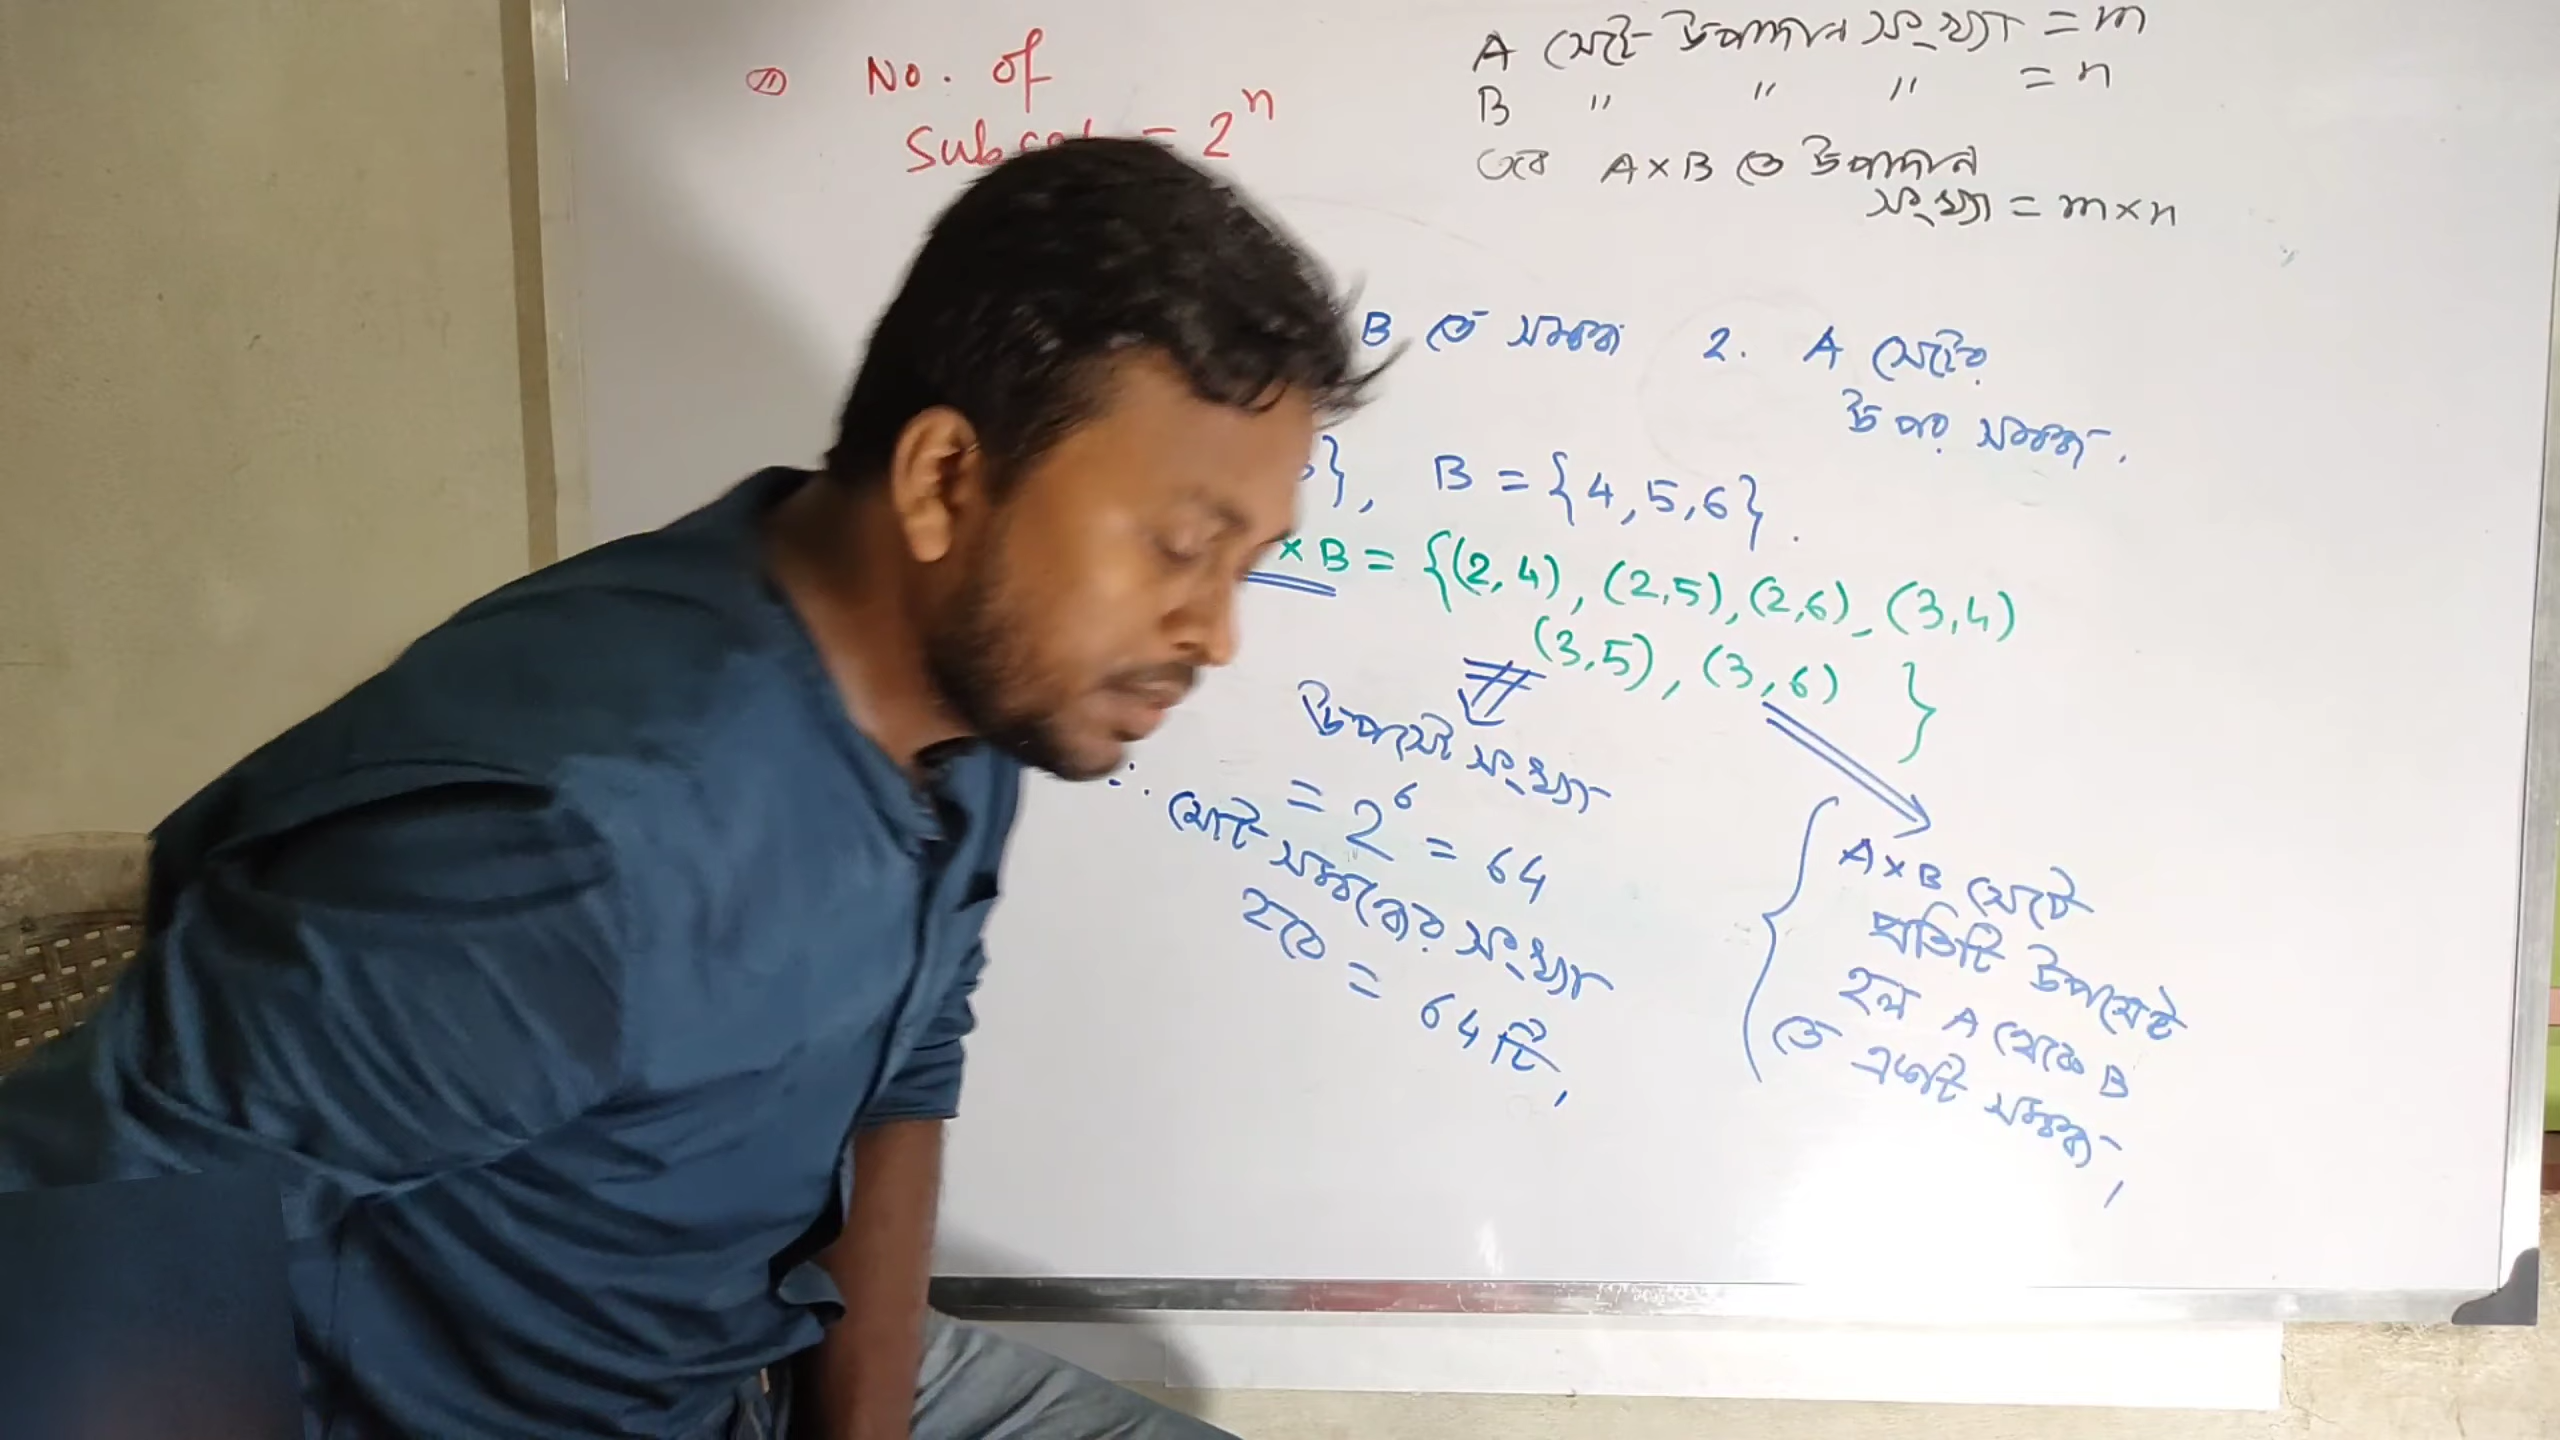 No. of
Subset = 2ⁿ
A সেটে উপাদান সংখ্যা = m
B " " " = n
তবে A×B তে উপাদান
সংখ্যা = m×n
B তে সম্বন্ধ 2. A সেটের
উপর সম্বন্ধ.
}, B = {4,5,6}.
×B = {(2,4), (2,5), (2,6), (3,4)
(3,5), (3,6) }
উপসেট সংখ্যা
= 2⁶ = 64
∴ মোট সম্বন্ধের সংখ্যা
হবে = 64 টি,
A×B সেটে
প্রতিটি উপসেট
হল A থেকে B
তে একটি সম্বন্ধ,